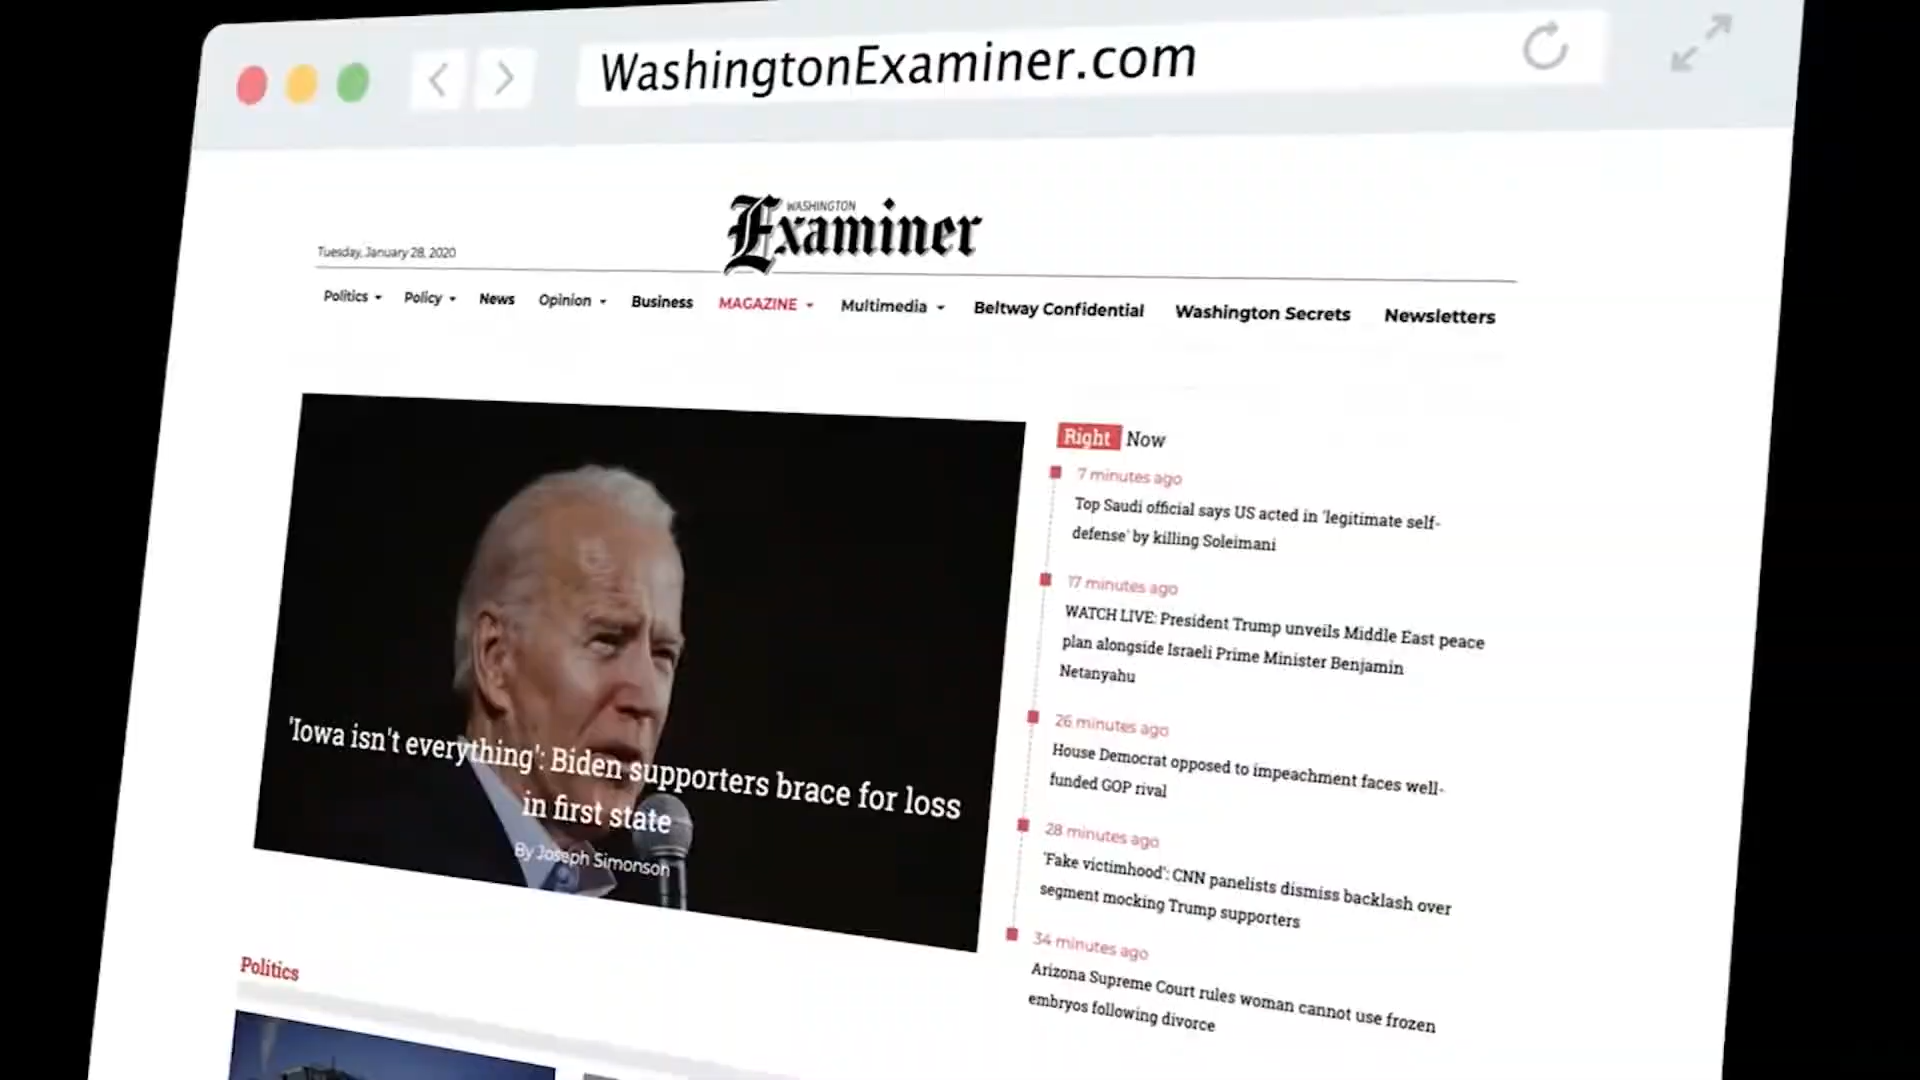 WashingtonExaminer.com
WASHINGTON
Examiner
Tuesday, January 28, 2020
Politics Policy News Opinion Business MAGAZINE Multimedia Beltway Confidential Washington Secrets Newsletters
'Iowa isn't everything': Biden supporters brace for loss
in first state
By Joseph Simonson
Right Now
7 minutes ago
Top Saudi official says US acted in 'legitimate self-
defense' by killing Soleimani
17 minutes ago
WATCH LIVE: President Trump unveils Middle East peace
plan alongside Israeli Prime Minister Benjamin
Netanyahu
26 minutes ago
House Democrat opposed to impeachment faces well-
funded GOP rival
28 minutes ago
'Fake victimhood': CNN panelists dismiss backlash over
segment mocking Trump supporters
34 minutes ago
Arizona Supreme Court rules woman cannot use frozen
embryos following divorce
Politics